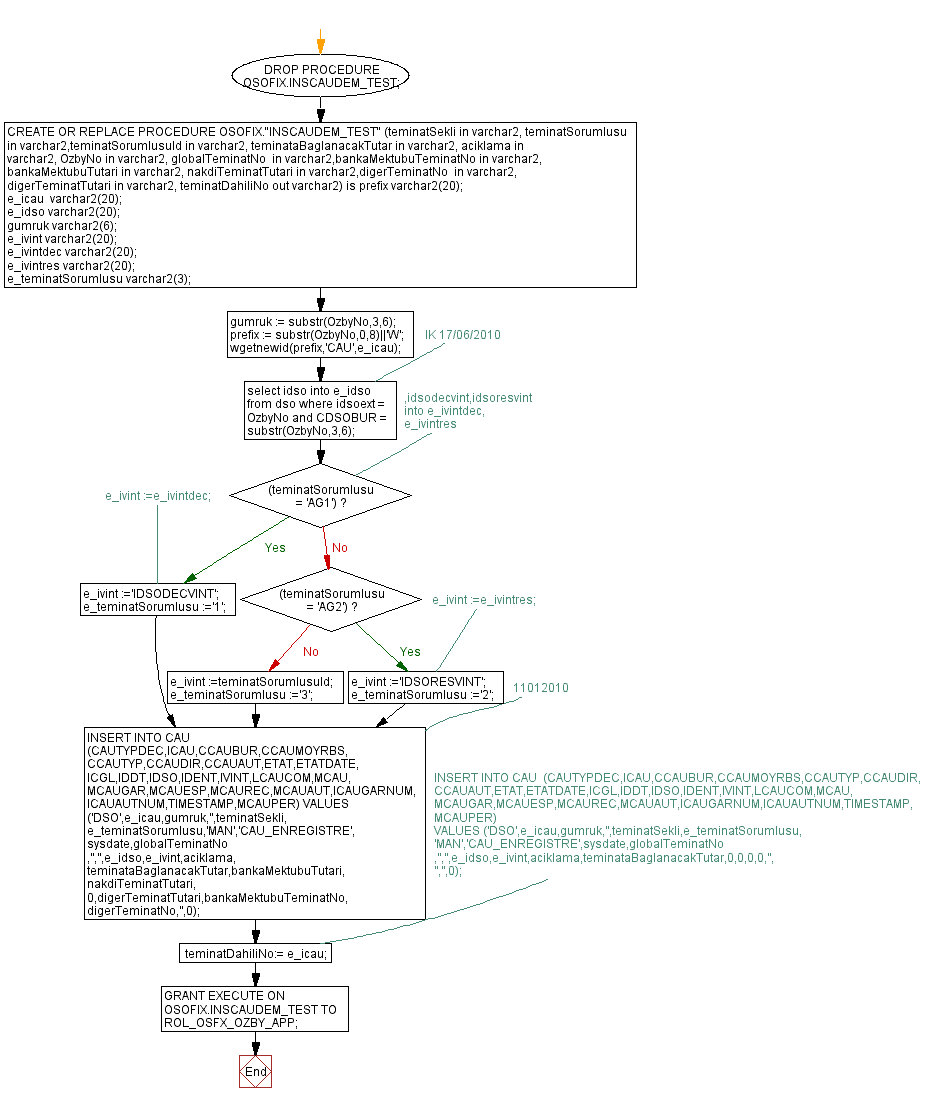 DROP PROCEDURE
OSOFIX.INSCAUDEM_TEST;
CREATE OR REPLACE PROCEDURE OSOFIX."INSCAUDEM_TEST" (teminatSekli in varchar2, teminatSorumlusu
in varchar2,teminatSorumlusuId in varchar2, teminataBaglanacakTutar in varchar2, aciklama in
varchar2, OzbyNo in varchar2, globalTeminatNo  in varchar2,bankaMektubuTeminatNo in varchar2,
bankaMektubuTutari in varchar2, nakdiTeminatTutari in varchar2,digerTeminatNo  in varchar2,
digerTeminatTutari in varchar2, teminatDahiliNo out varchar2) is prefix varchar2(20);
e_icau  varchar2(20);
e_idso varchar2(20);
gumruk varchar2(6);
e_ivint varchar2(20);
e_ivintdec varchar2(20);
e_ivintres varchar2(20);
e_teminatSorumlusu varchar2(3);
gumruk := substr(OzbyNo,3,6);
prefix := substr(OzbyNo,0,8)||'W';
wgetnewid(prefix,'CAU',e_icau);
IK 17/06/2010
select idso into e_idso
from dso where idsoext =
OzbyNo and CDSOBUR =
substr(OzbyNo,3,6);
,idsodecvint,idsoresvint
into e_ivintdec,
e_ivintres
(teminatSorumlusu
= 'AG1') ?
e_ivint :=e_ivintdec;
Yes
No
e_ivint :='IDSODECVINT';
e_teminatSorumlusu :='1';
(teminatSorumlusu
= 'AG2') ?
e_ivint :=e_ivintres;
No
Yes
e_ivint :=teminatSorumlusuId;
e_teminatSorumlusu :='3';
e_ivint :='IDSORESVINT';
e_teminatSorumlusu :='2';
11012010
INSERT INTO CAU
(CAUTYPDEC,ICAU,CCAUBUR,CCAUMOYRBS,
CCAUTYP,CCAUDIR,CCAUAUT,ETAT,ETATDATE,
ICGL,IDDT,IDSO,IDENT,IVINT,LCAUCOM,MCAU,
MCAUGAR,MCAUESP,MCAUREC,MCAUAUT,ICAUGARNUM,
ICAUAUTNUM,TIMESTAMP,MCAUPER) VALUES
('DSO',e_icau,gumruk,'',teminatSekli,
e_teminatSorumlusu,'MAN','CAU_ENREGISTRE',
sysdate,globalTeminatNo
,'','',e_idso,e_ivint,aciklama,
teminataBaglanacakTutar,bankaMektubuTutari,
nakdiTeminatTutari,
0,digerTeminatTutari,bankaMektubuTeminatNo,
digerTeminatNo,'',0);
INSERT INTO CAU  (CAUTYPDEC,ICAU,CCAUBUR,CCAUMOYRBS,CCAUTYP,CCAUDIR,
CCAUAUT,ETAT,ETATDATE,ICGL,IDDT,IDSO,IDENT,IVINT,LCAUCOM,MCAU,
MCAUGAR,MCAUESP,MCAUREC,MCAUAUT,ICAUGARNUM,ICAUAUTNUM,TIMESTAMP,
MCAUPER)
VALUES ('DSO',e_icau,gumruk,'',teminatSekli,e_teminatSorumlusu,
'MAN','CAU_ENREGISTRE',sysdate,globalTeminatNo
,'','',e_idso,e_ivint,aciklama,teminataBaglanacakTutar,0,0,0,0,'',
'','',0);
teminatDahiliNo:= e_icau;
GRANT EXECUTE ON
OSOFIX.INSCAUDEM_TEST TO
ROL_OSFX_OZBY_APP;
End